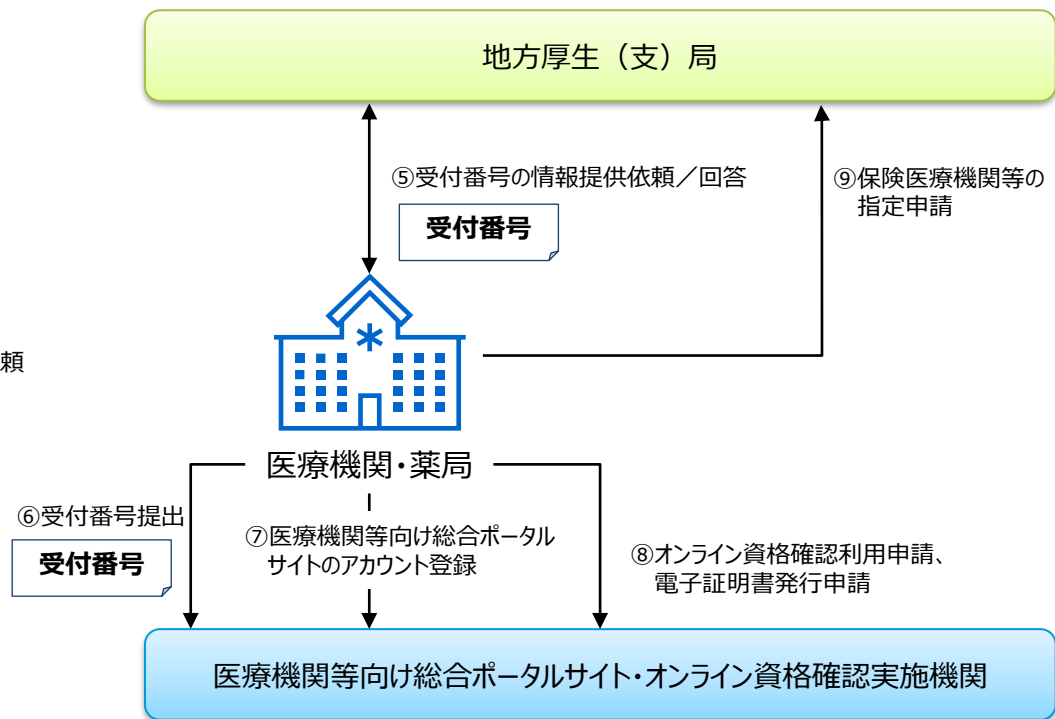 地方厚生（支）局
⑤受付番号の情報提供依頼／回答
受付番号
⑨保険医療機関等の
指定申請
頼
医療機関・薬局
⑥受付番号提出
受付番号
⑦医療機関等向け総合ポータル
サイトのアカウント登録
⑧オンライン資格確認利用申請、
電子証明書発行申請
医療機関等向け総合ポータルサイト・オンライン資格確認実施機関